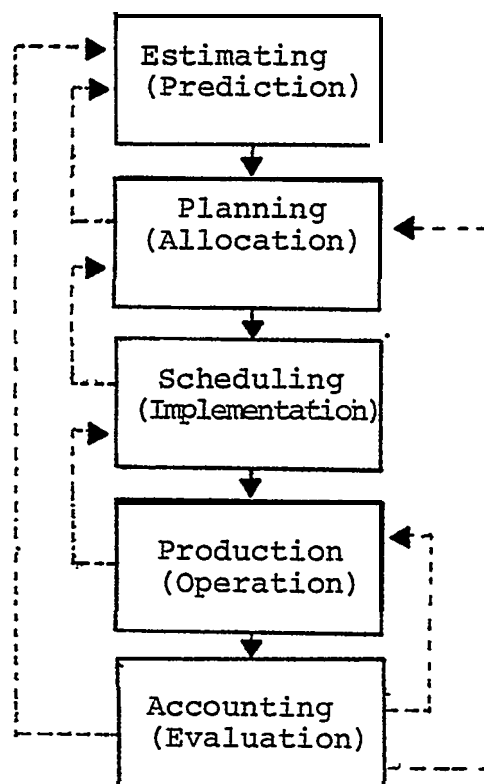 Estimating
(Prediction)
Planning
(Allocation)
Scheduling
(Implementation)
Production
(Operation)
Accounting
(Evaluation)